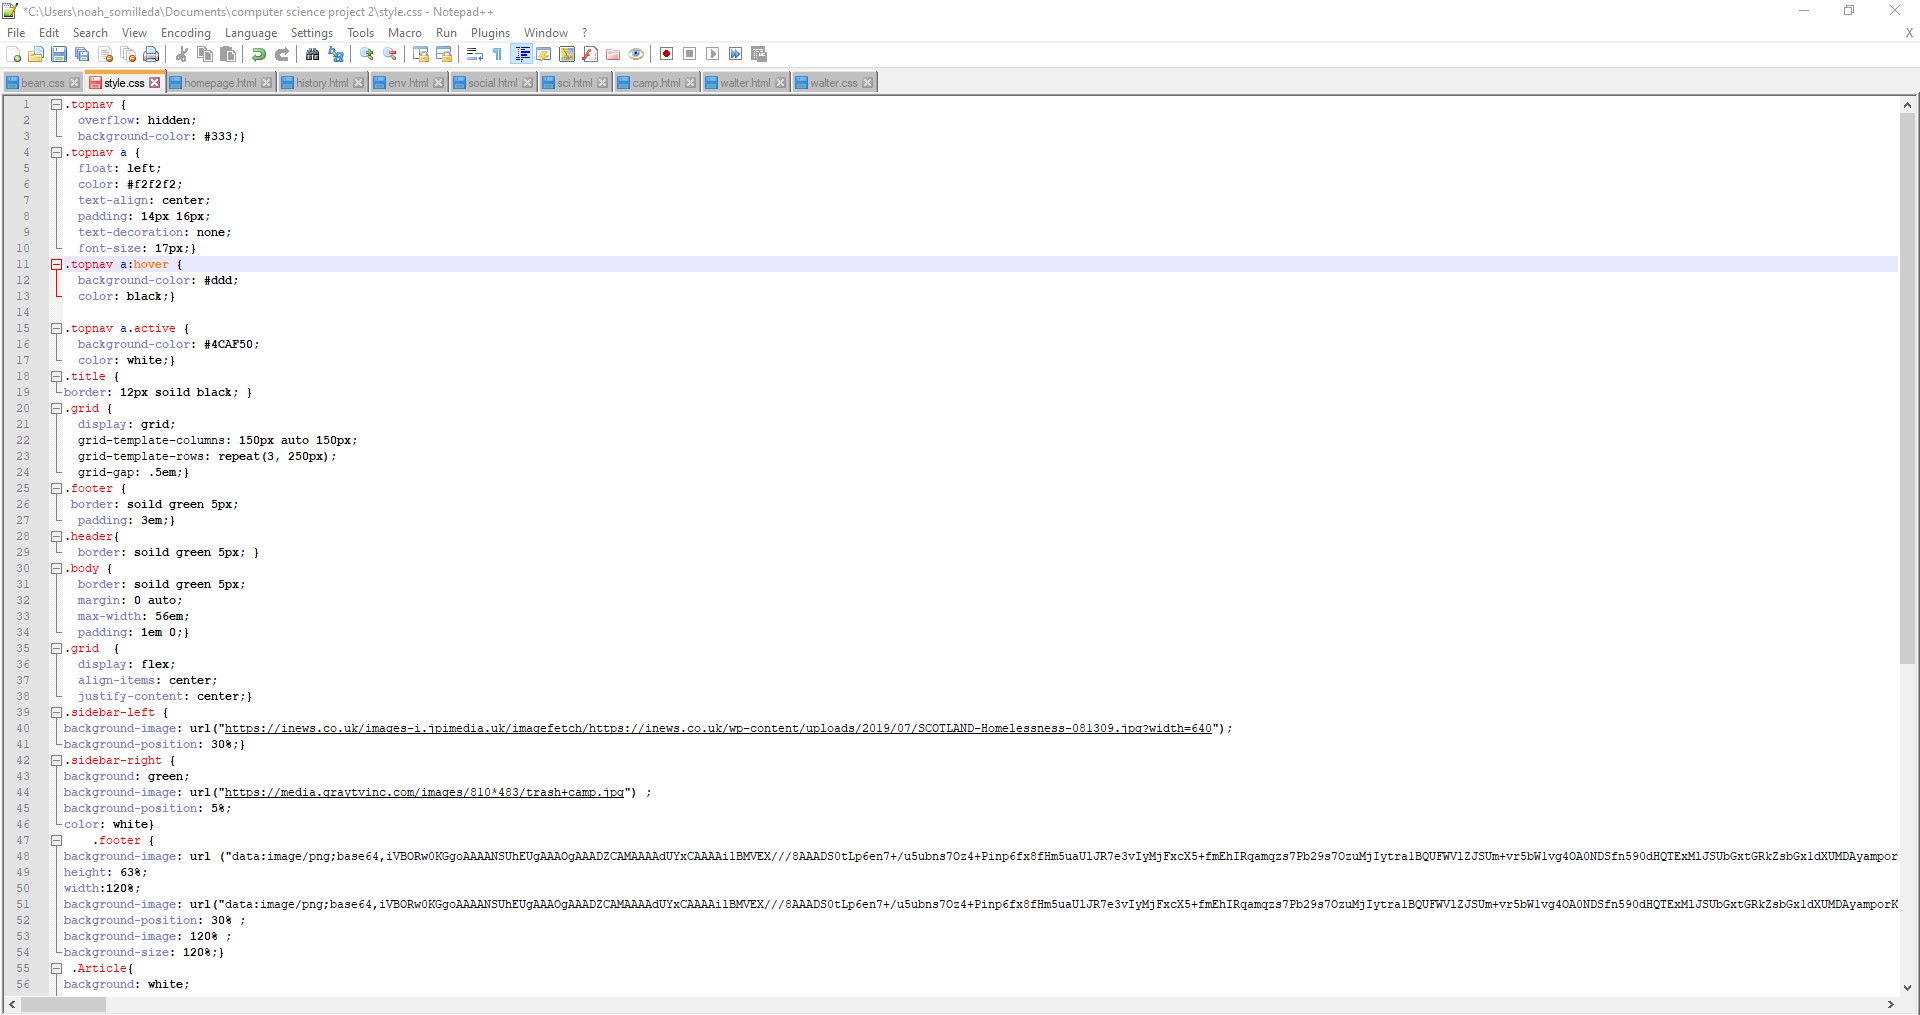 *C:\Users\noah_somilleda\Documents\computer science project 2\style.css - Notepad++
File Edit Search View Encoding Language Settings Tools Macro Run Plugins Window ? X
bean.css style.css homepage.html history.html env.html social.html sci.html camp.html walter.html walter.css
1 .topnav {
2 overflow: hidden;
3 background-color: #333;}
4 .topnav a {
5 float: left;
6 color: #f2f2f2;
7 text-align: center;
8 padding: 14px 16px;
9 text-decoration: none;
10 font-size: 17px;}
11 .topnav a:hover {
12 background-color: #ddd;
13 color: black;}
14
15 .topnav a.active {
16 background-color: #4CAF50;
17 color: white;}
18 .title {
19 border: 12px soild black; }
20 .grid {
21 display: grid;
22 grid-template-columns: 150px auto 150px;
23 grid-template-rows: repeat(3, 250px);
24 grid-gap: .5em;}
25 .footer {
26 border: soild green 5px;
27 padding: 3em;}
28 .header{
29 border: soild green 5px; }
30 .body {
31 border: soild green 5px;
32 margin: 0 auto;
33 max-width: 56em;
34 padding: 1em 0;}
35 .grid {
36 display: flex;
37 align-items: center;
38 justify-content: center;}
39 .sidebar-left {
40 background-image: url("https://inews.co.uk/images-i.jpimedia.uk/imagefetch/https://inews.co.uk/wp-content/uploads/2019/07/SCOTLAND-Homelessness-081309.jpg?width=640");
41 background-position: 30%;}
42 .sidebar-right {
43 background: green;
44 background-image: url("https://media.graytvinc.com/images/810*483/trash+camp.jpg") ;
45 background-position: 5%;
46 color: white}
47 .footer {
48 background-image: url ("data:image/png;base64,
49 height: 63%;
50 width:120%;
51 background-image: url("data:image/png;base64,
52 background-position: 30% ;
53 background-image: 120% ;
54 background-size: 120%;}
55 .Article{
56 background: white;